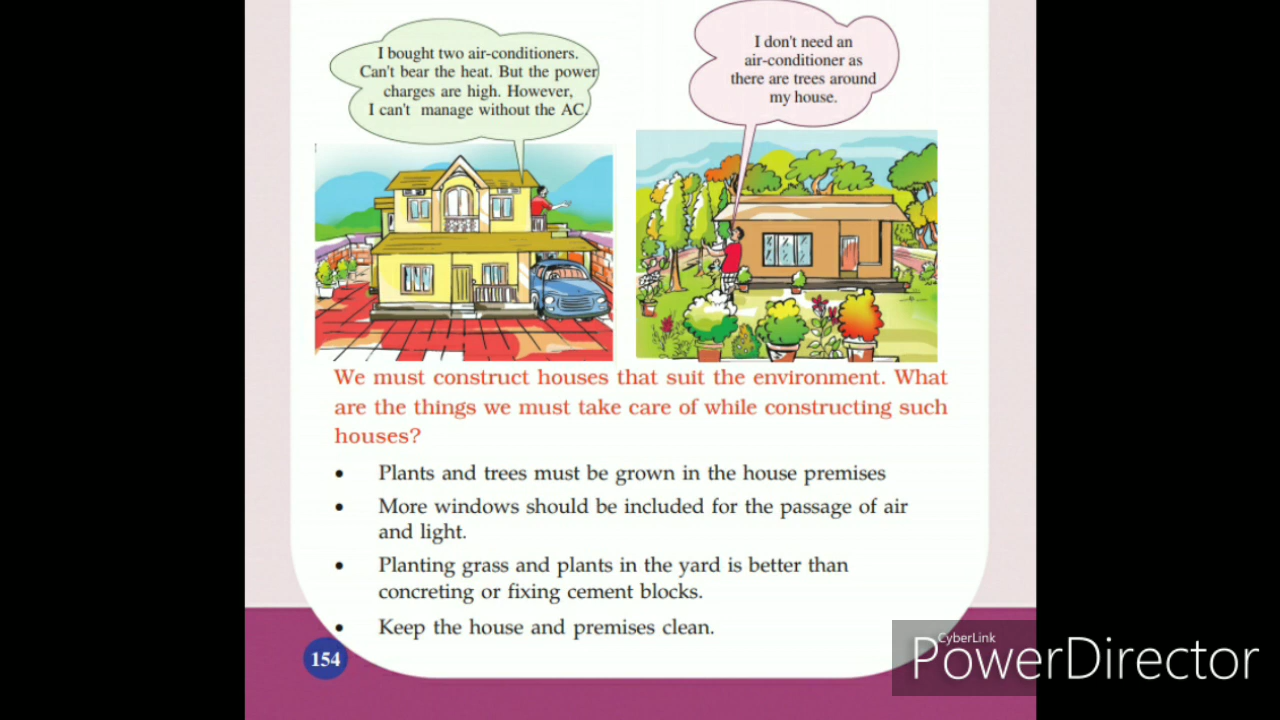 I bought two air-conditioners.
Can't bear the heat. But the power
charges are high. However,
I can't manage without the AC.
I don't need an
air-conditioner as
there are trees around
my house.
We must construct houses that suit the environment. What
are the things we must take care of while constructing such
houses?
• Plants and trees must be grown in the house premises
• More windows should be included for the passage of air
and light.
• Planting grass and plants in the yard is better than
concreting or fixing cement blocks.
• Keep the house and premises clean.
154
CyberLink
PowerDirector